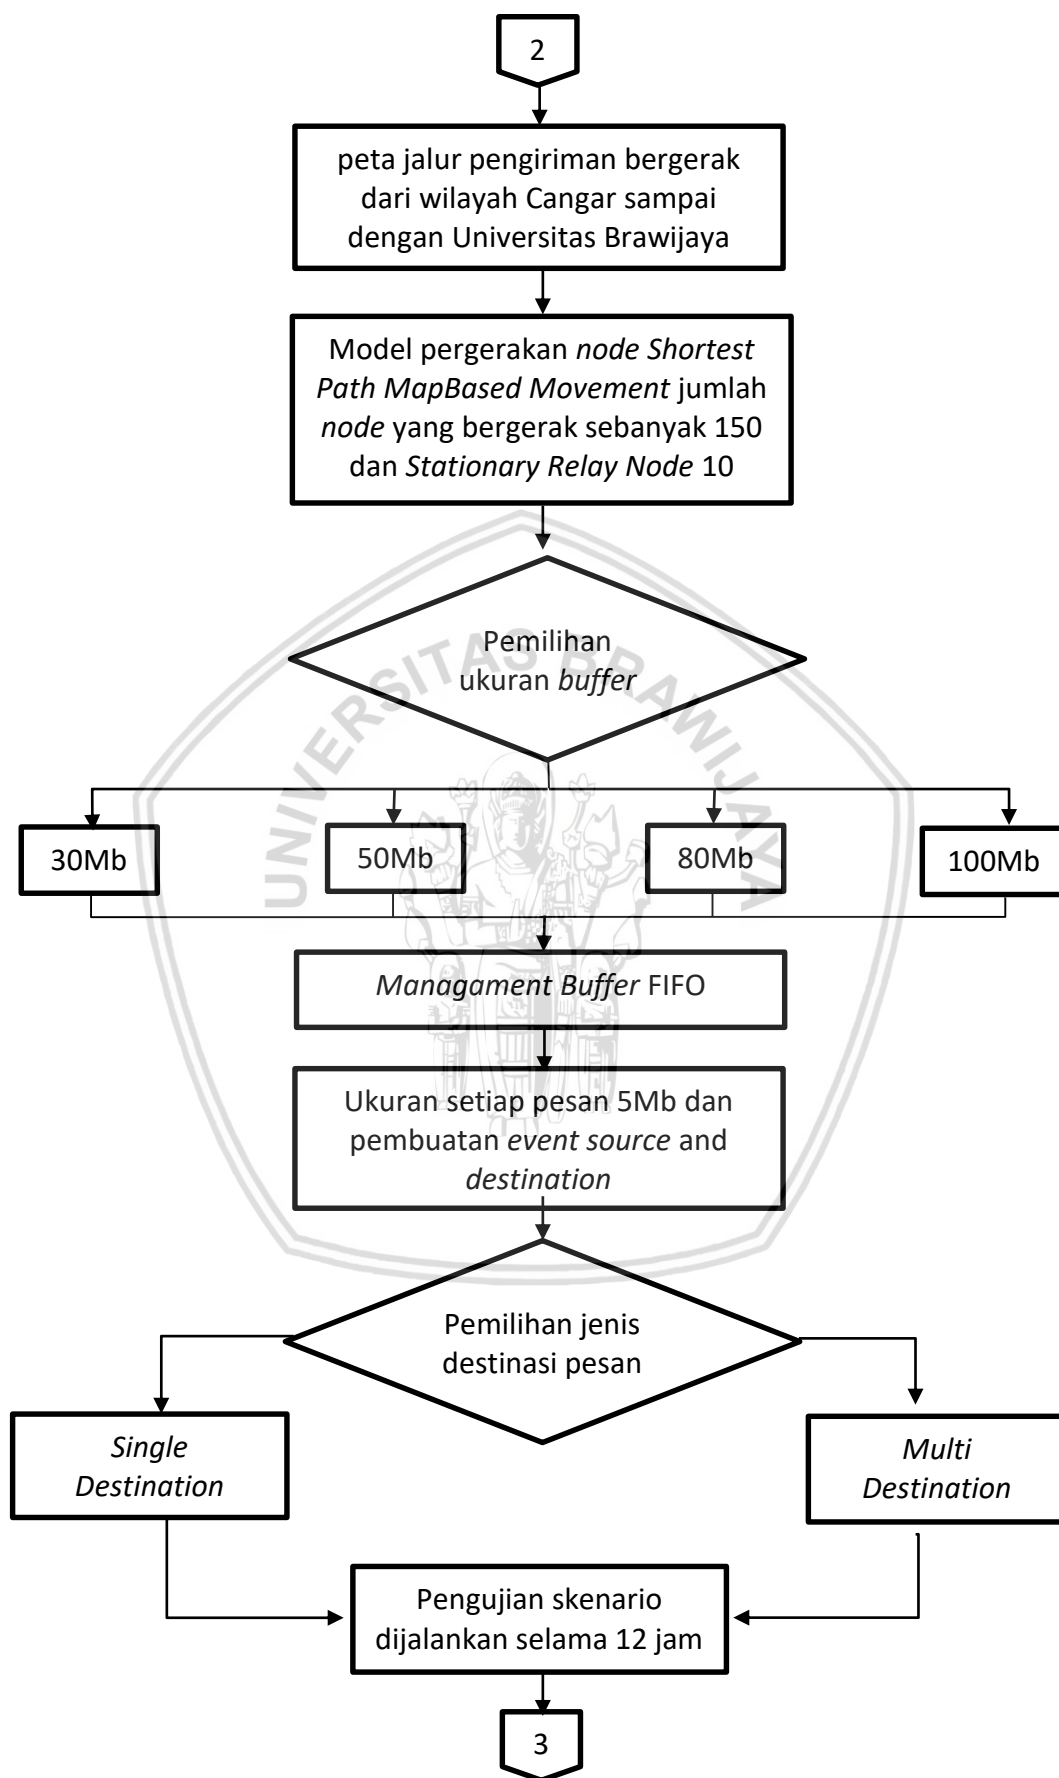 2
peta jalur pengiriman bergerak
dari wilayah Cangar sampai
dengan Universitas Brawijaya
Model pergerakan node Shortest
Path MapBased Movement jumlah
node yang bergerak sebanyak 150
dan Stationary Relay Node 10
UNIVERSITAS BRAWIJAYA
Pemilihan
ukuran buffer
30Mb
50Mb
80Mb
100Mb
Managament Buffer FIFO
Ukuran setiap pesan 5Mb dan
pembuatan event source and
destination
Pemilihan jenis
destinasi pesan
Single
Destination
Multi
Destination
Pengujian skenario
dijalankan selama 12 jam
3